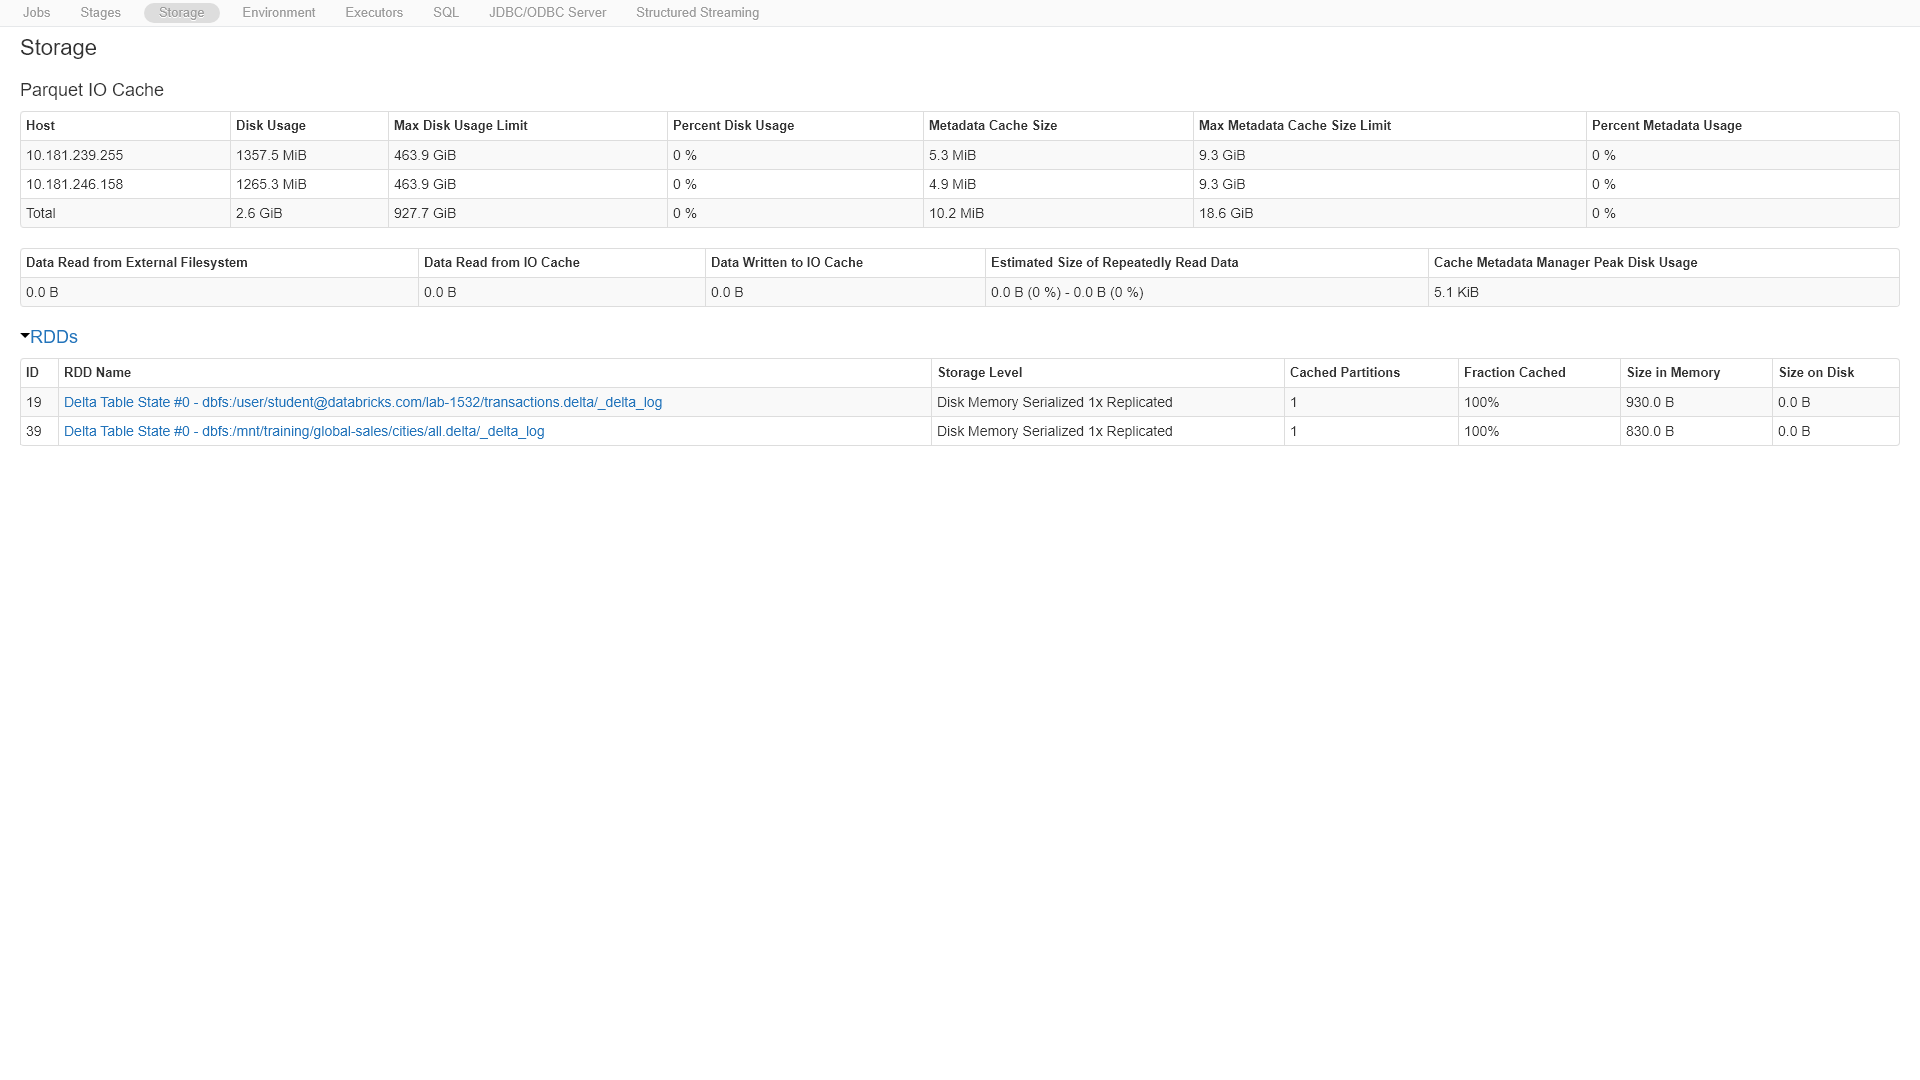 Jobs Stages Storage Environment Executors SQL JDBC/ODBC Server Structured Streaming
Storage
Parquet IO Cache
Host Disk Usage Max Disk Usage Limit Percent Disk Usage Metadata Cache Size Max Metadata Cache Size Limit Percent Metadata Usage
10.181.239.255 1357.5 MiB 463.9 GiB 0 % 5.3 MiB 9.3 GiB 0 %
10.181.246.158 1265.3 MiB 463.9 GiB 0 % 4.9 MiB 9.3 GiB 0 %
Total 2.6 GiB 927.7 GiB 0 % 10.2 MiB 18.6 GiB 0 %
Data Read from External Filesystem Data Read from IO Cache Data Written to IO Cache Estimated Size of Repeatedly Read Data Cache Metadata Manager Peak Disk Usage
0.0 B 0.0 B 0.0 B 0.0 B (0 %) - 0.0 B (0 %) 5.1 KiB
RDDs
ID RDD Name Storage Level Cached Partitions Fraction Cached Size in Memory Size on Disk
19 Delta Table State #0 - dbfs:/user/student@databricks.com/lab-1532/transactions.delta/_delta_log Disk Memory Serialized 1x Replicated 1 100% 930.0 B 0.0 B
39 Delta Table State #0 - dbfs:/mnt/training/global-sales/cities/all.delta/_delta_log Disk Memory Serialized 1x Replicated 1 100% 830.0 B 0.0 B